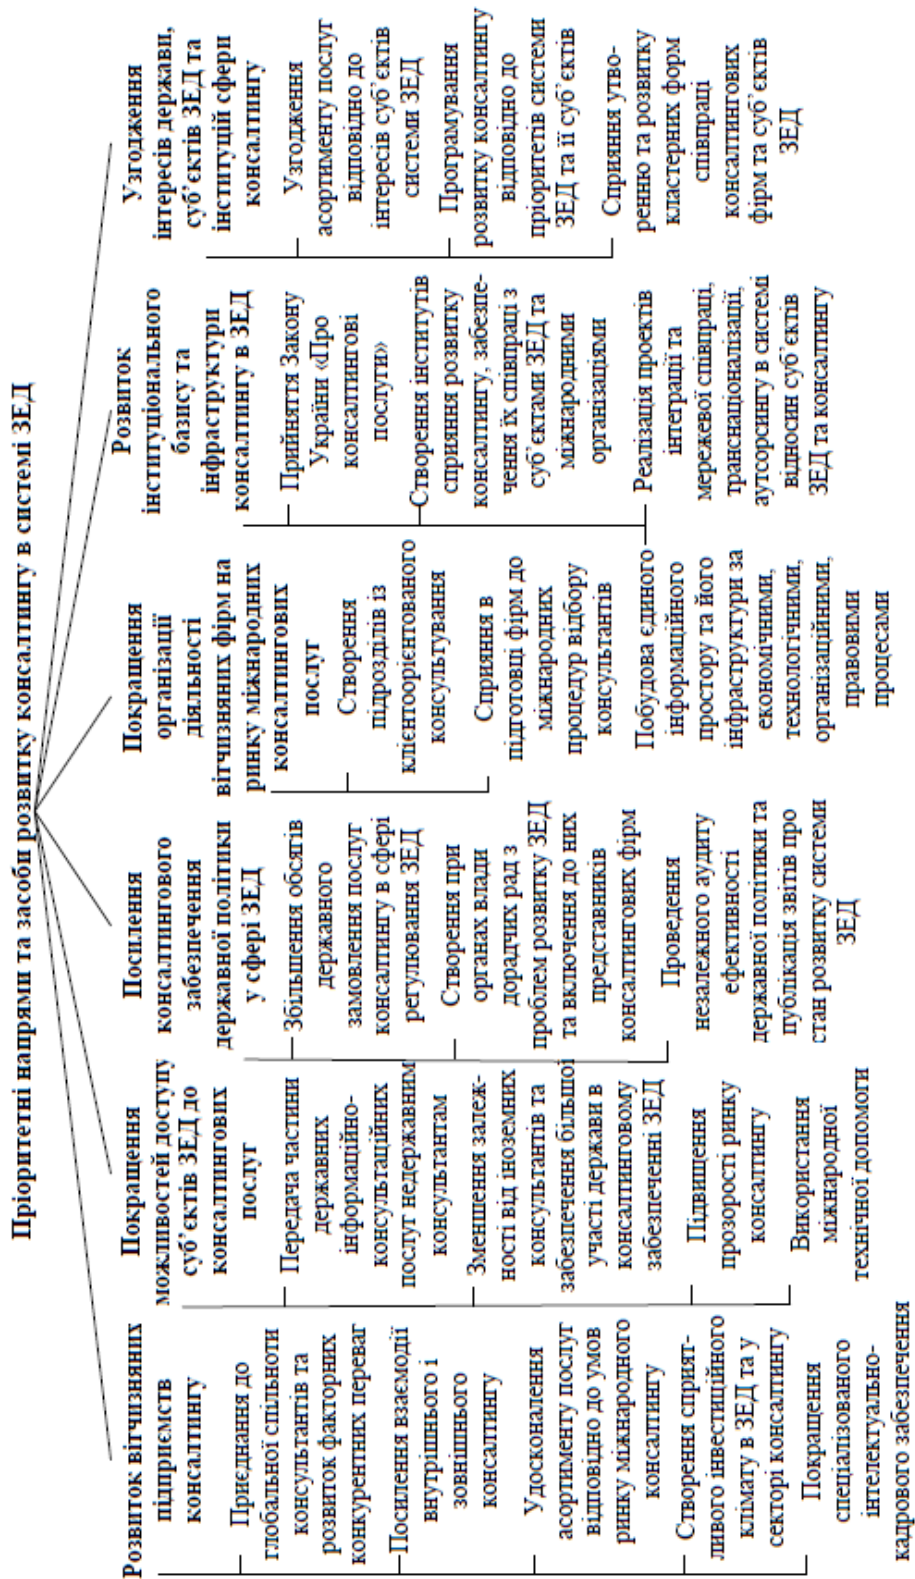 Пріоритетні напрями та засоби розвитку консалтингу в системі ЗЕД
Розвиток вітчизняних
підприємств
консалтингу
Приєднання до
глобальної спільноти
консультантів та
розвиток факторних
конкурентних переваг
Посилення взаємодії
внутрішнього і
зовнішнього
консалтингу
Удосконалення
асортименту послуг
відповідно до умов
ринку міжнародного
консалтингу
Створення сприят-
ливого інвестиційного
клімату в ЗЕД та у
секторі консалтингу
Покращення
спеціалізованого
інтелектуально-
кадрового забезпечення
Покращення
можливостей доступу
суб’єктів ЗЕД до
консалтингових
послуг
Передача частини
державних
інформаційно-
консультаційних
послуг недержавним
консультантам
Зменшення залеж-
ності від іноземних
консультантів та
забезпечення більшої
участі держави в
консалтинговому
забезпеченні ЗЕД
Підвищення
прозорості ринку
консалтингу
Використання
міжнародної
технічної допомоги
Посилення
консалтингового
забезпечення
державної політики
у сфері ЗЕД
Збільшення обсягів
державного
замовлення послуг
консалтингу в сфері
регулювання ЗЕД
Створення при
органах влади
дорадчих рад з
проблем розвитку ЗЕД
та включення до них
представників
консалтингових фірм
Проведення
незалежного аудиту
ефективності
державної політики та
публікація звітів про
стан розвитку системи
ЗЕД
Покращення
організації
діяльності
вітчизняних фірм на
ринку міжнародних
консалтингових
послуг
Створення
підрозділів із
клієнтоорієнтованого
консультування
Сприяння в
підготовці фірм до
міжнародних
процедур відбору
консультантів
Побудова єдиного
інформаційного
простору та його
інфраструктури за
економічними,
технологічними,
організаційними,
правовими
процесами
Розвиток
інституціонального
базису та
інфраструктури
консалтингу в ЗЕД
Прийняття Закону
України «Про
консалтингові
послуги»
Створення інститутів
сприяння розвитку
консалтингу, забезпе-
чення їх співпраці з
суб’єктами ЗЕД та
міжнародними
організаціями
Реалізація проектів
інтеграції та
мережевої співпраці,
транснаціоналізації,
аутсорсингу в системі
відносин суб’єктів
ЗЕД та консалтингу
Узгодження
інтересів держави,
суб’єктів ЗЕД та
інституцій сфери
консалтингу
Узгодження
асортименту послуг
відповідно до
інтересів суб’єктів
системи ЗЕД
Програмування
розвитку консалтингу
відповідно до
пріоритетів системи
ЗЕД та її суб’єктів
Сприяння утво-
ренню та розвитку
кластерних форм
співпраці
консалтингових
фірм та суб’єктів
ЗЕД